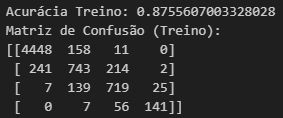 Acurácia Treino: 0.8755607003328028
Matriz de Confusão (Treino):
[[4448 158 11 0]
[ 241 743 214 2]
[ 7 139 719 25]
[ 0 7 56 141]]